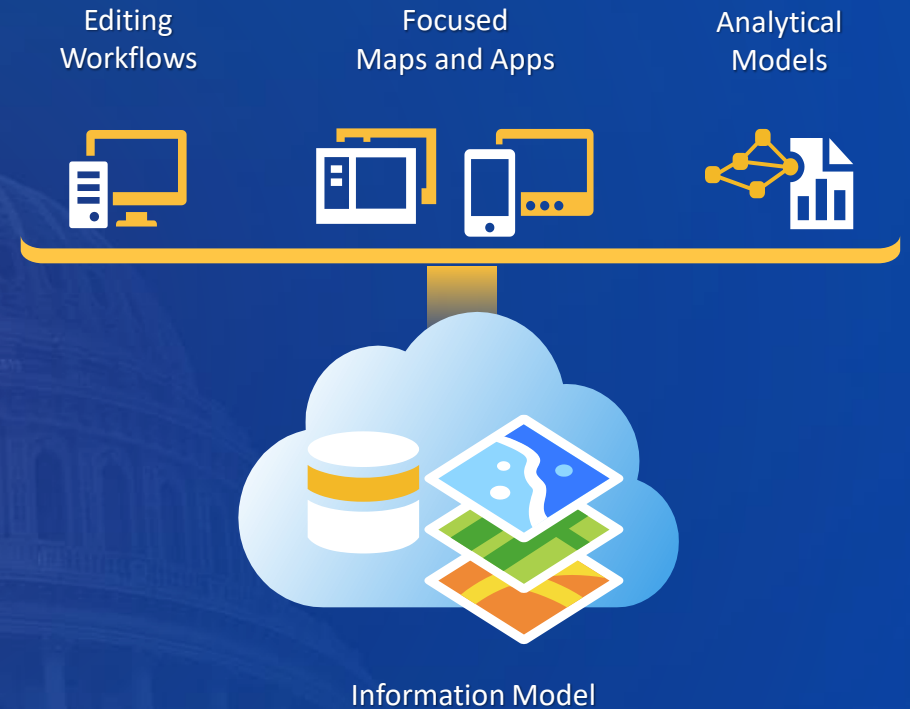 Editing
Workflows
Focused
Maps and Apps
Analytical
Models
Information Model